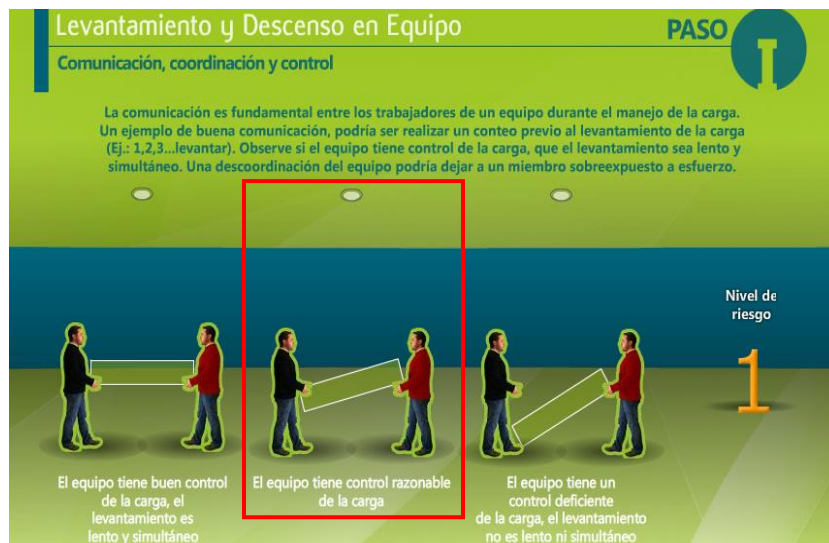 Levantamiento y Descenso en Equipo
PASO
I
Comunicación, coordinación y control
La comunicación es fundamental entre los trabajadores de un equipo durante el manejo de la carga.
Un ejemplo de buena comunicación, podría ser realizar un conteo previo al levantamiento de la carga
(Ej.: 1,2,3...levantar). Observe si el equipo tiene control de la carga, que el levantamiento sea lento y
simultáneo. Una descoordinación del equipo podría dejar a un miembro sobreexpuesto a esfuerzo.
Nivel de
riesgo
1
El equipo tiene buen control
de la carga, el
levantamiento es
lento y simultáneo
El equipo tiene control razonable
de la carga
El equipo tiene un
control deficiente
de la carga, el levantamiento
no es lento ni simultáneo